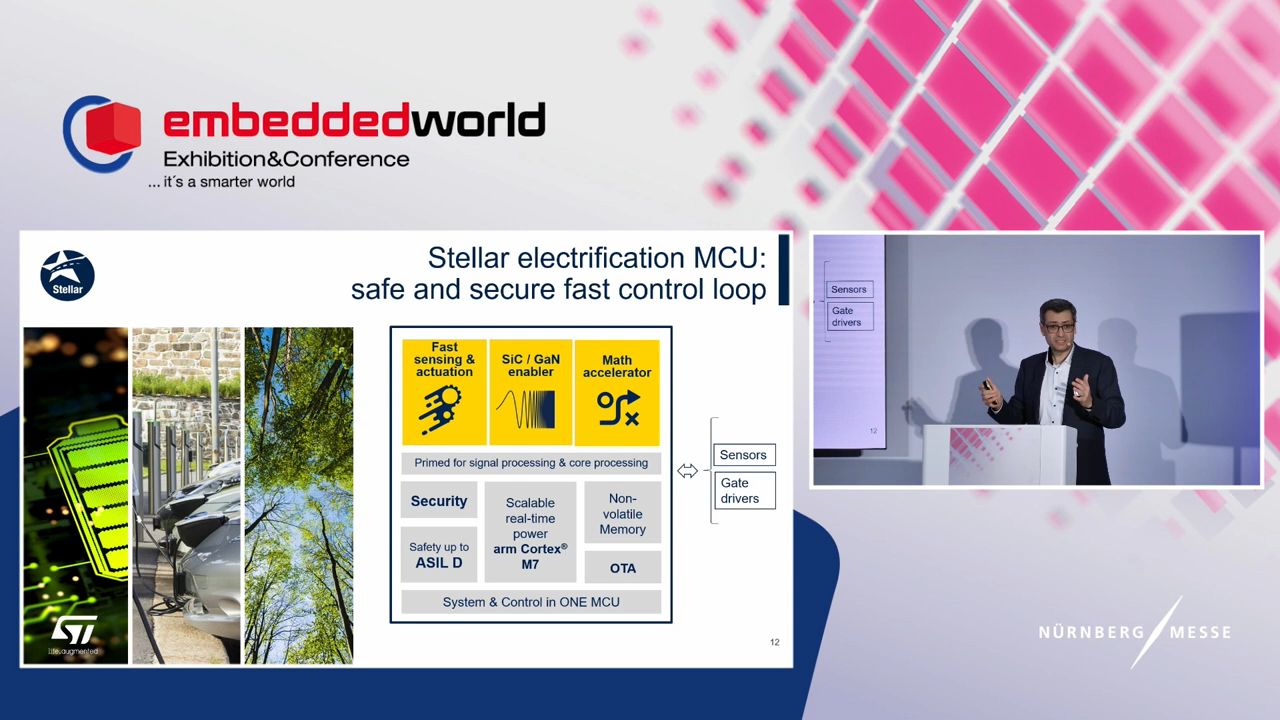 embeddedworld
Exhibition&Conference
... it´s a smarter world
Stellar
Stellar electrification MCU:
safe and secure fast control loop
Fast
sensing &
actuation
SiC / GaN
enabler
Math
accelerator
Primed for signal processing & core processing
Security
Safety up to
ASIL D
Scalable
real-time
power
arm Cortex®
M7
Non-
volatile
Memory
OTA
System & Control in ONE MCU
Sensors
Gate
drivers
ST
life.augmented
12
Sensors
Gate
drivers
12
NÜRNBERG MESSE